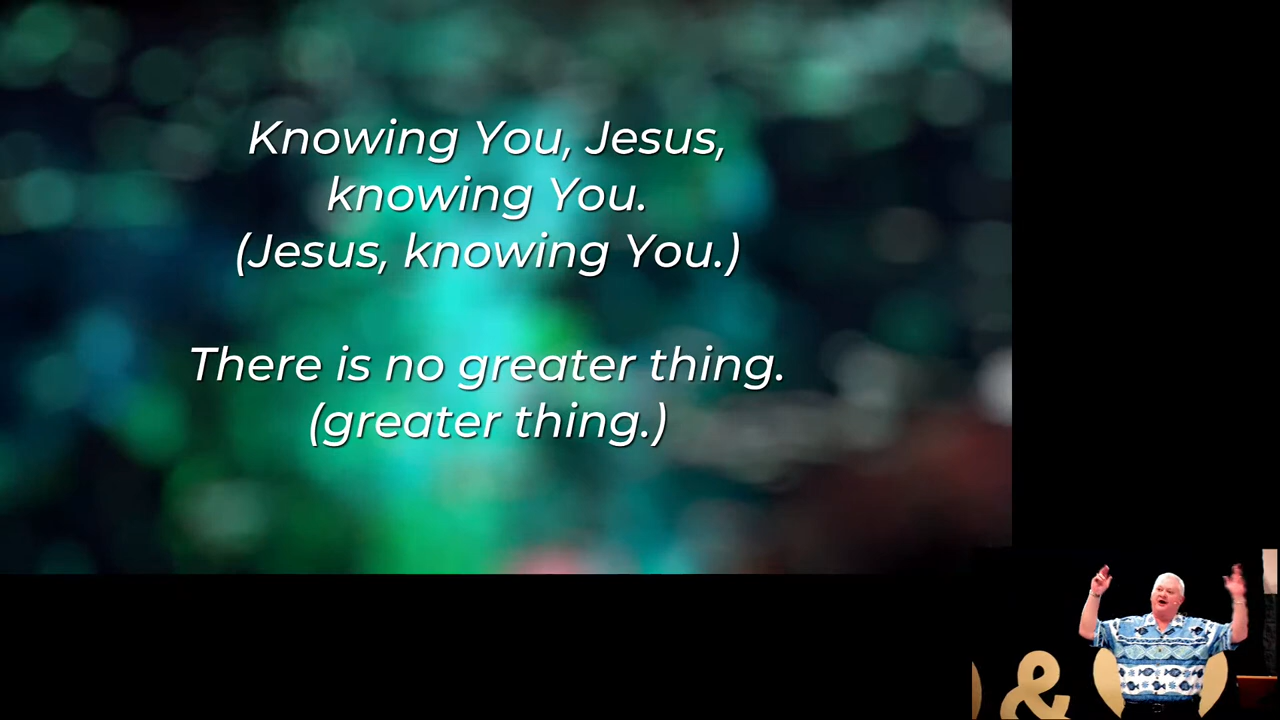 Knowing You, Jesus,
knowing You.
(Jesus, knowing You.)
There is no greater thing.
(greater thing.)
&